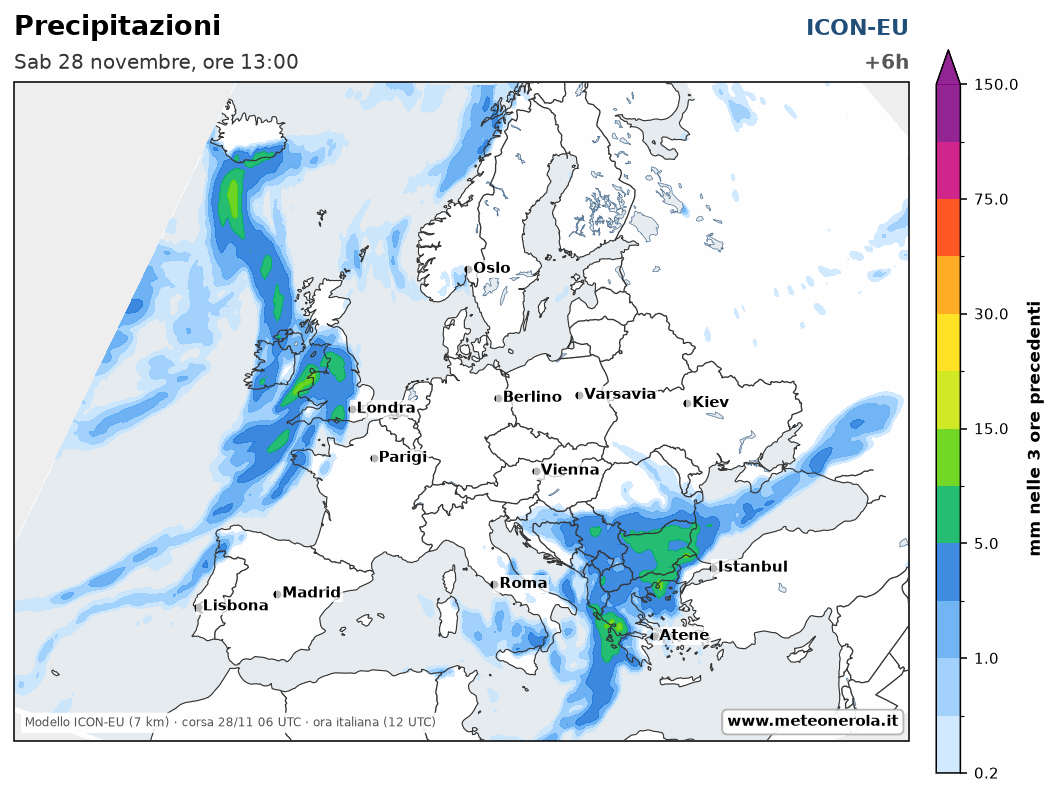 Precipitazioni
ICON-EU
Sab 28 novembre, ore 13:00
+6h
150.0
75.0
30.0
15.0
5.0
1.0
0.2
mm nelle 3 ore precedenti
Oslo
Berlino
Varsavia
Kiev
Londra
Parigi
Vienna
Istanbul
Roma
Madrid
Lisbona
Atene
Modello ICON-EU (7 km) · corsa 28/11 06 UTC · ora italiana (12 UTC)
www.meteonerola.it